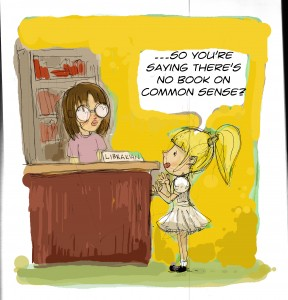 ...SO YOU'RE
SAYING THERE'S
NO BOOK ON
COMMON SENSE?
LIBRARIAN